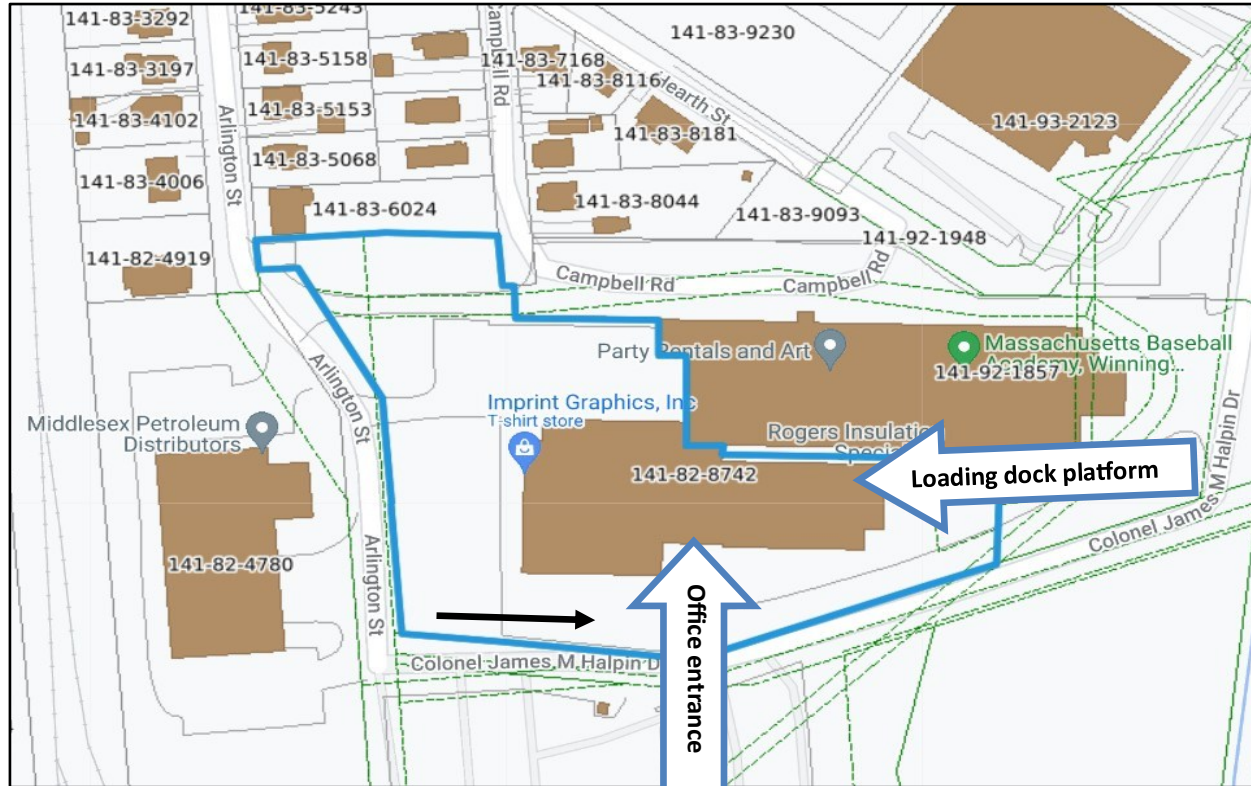 141-83-3292
141-83-5243
141-83-9230
141-83-3197
141-83-5158
Campbell Rd
141-83-7168
141-83-8116
Hearth St
141-83-4102
Arlington St
141-83-5153
141-83-8181
141-93-2123
141-83-4006
141-83-5068
141-83-6024
141-83-8044
141-83-9093
141-92-1948
141-82-4919
Campbell Rd
Campbell Rd
Party Rentals and Art
Massachusetts Baseball
Academy, Winning...
141-92-1857
Arlington St
Imprint Graphics, Inc
T-shirt store
Middlesex Petroleum
Distributors
Rogers Insulatio
Speci
141-82-8742
Loading dock platform
Colonel James M Halpin Dr
141-82-4780
Arlington St
Office entrance
Colonel James M Halpin D